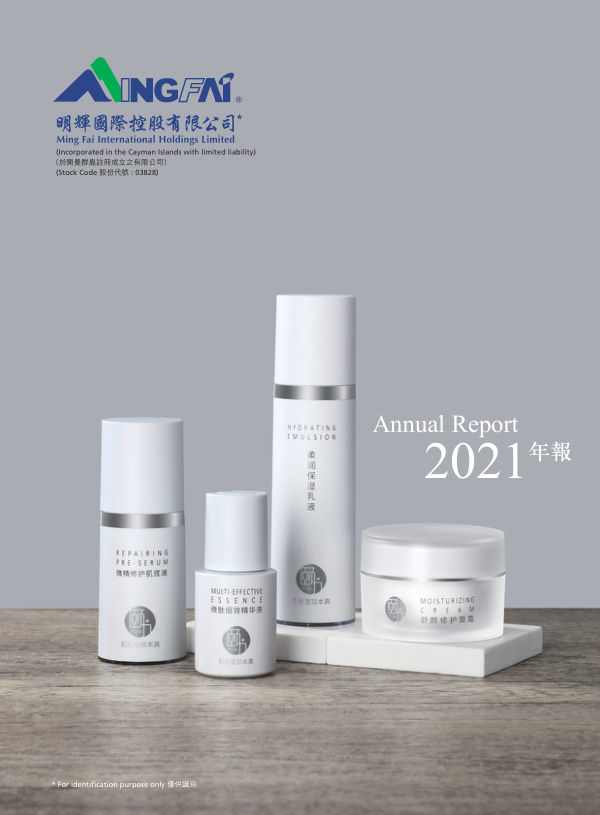 MINGFAI®
明輝國際控股有限公司*
Ming Fai International Holdings Limited
(Incorporated in the Cayman Islands with limited liability)
(於開曼群島註冊成立之有限公司)
(Stock Code 股份代號 : 03828)
Annual Report
2021年報
HYDRATING
EMULSION
柔润保湿乳液
REPAIRING
PRE-SERUM
微精修护肌底液
MULTI-EFFECTIVE
ESSENCE
微肽倍效精华液
MOISTURIZING
CREAM
舒颜修护面霜
* For identification purpose only 僅供識別